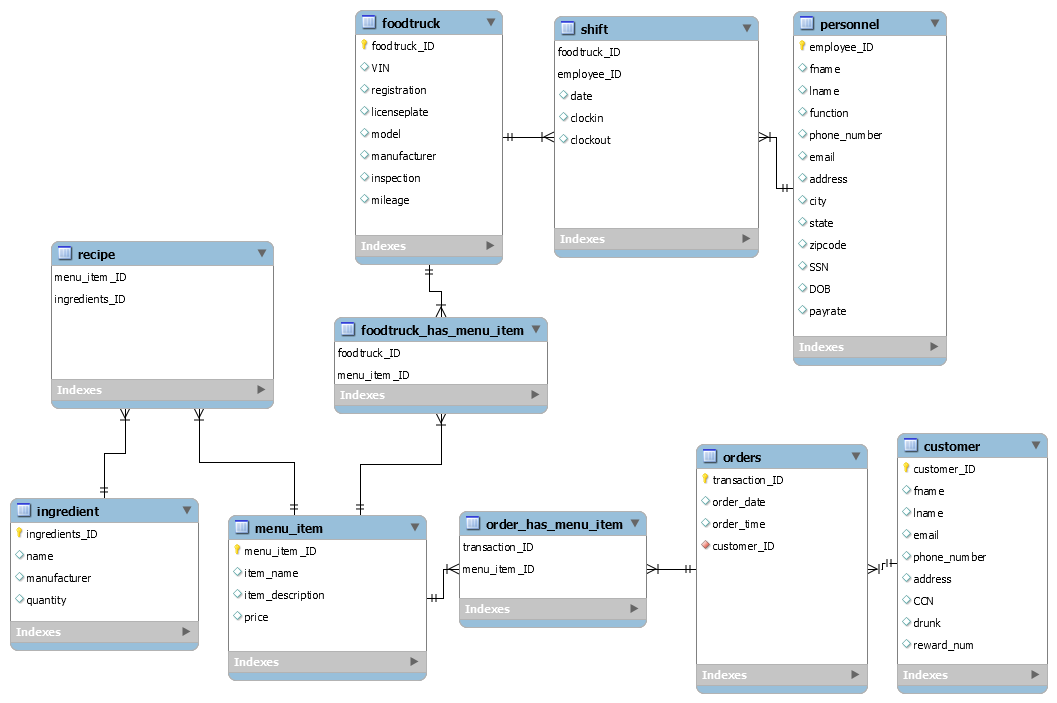 foodtruck
foodtruck_ID
VIN
registration
licenseplate
model
manufacturer
inspection
mileage
Indexes
shift
foodtruck_ID
employee_ID
date
clockin
clockout
Indexes
personnel
employee_ID
fname
lname
function
phone_number
email
address
city
state
zipcode
SSN
DOB
payrate
Indexes
recipe
menu_item_ID
ingredients_ID
Indexes
foodtruck_has_menu_item
foodtruck_ID
menu_item_ID
Indexes
ingredient
ingredients_ID
name
manufacturer
quantity
Indexes
menu_item
menu_item_ID
item_name
item_description
price
Indexes
order_has_menu_item
transaction_ID
menu_item_ID
Indexes
orders
transaction_ID
order_date
order_time
customer_ID
Indexes
customer
customer_ID
fname
lname
email
phone_number
address
CCN
drunk
reward_num
Indexes